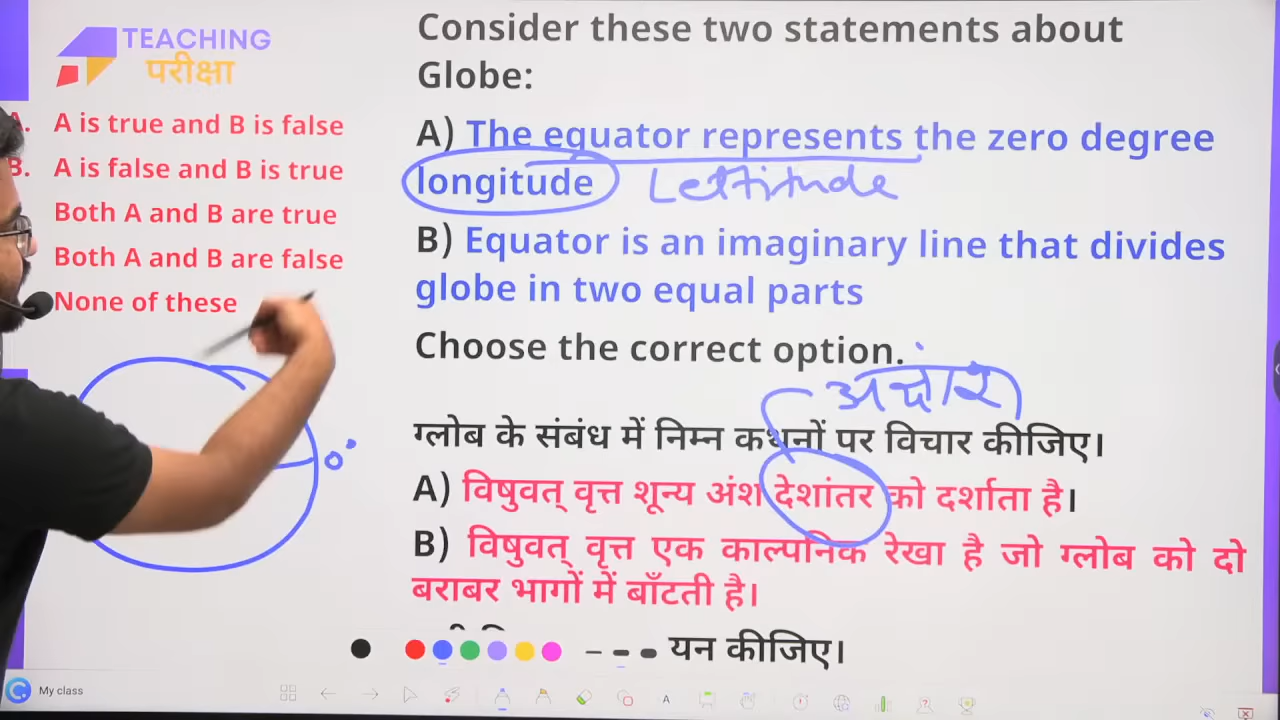 TEACHING
परीक्षा
A. A is true and B is false
B. A is false and B is true
Both A and B are true
Both A and B are false
None of these
Consider these two statements about
Globe:
A) The equator represents the zero degree
longitude Lettitude
B) Equator is an imaginary line that divides
globe in two equal parts
Choose the correct option.
0°
ग्लोब के संबंध में निम्न कथनों पर विचार कीजिए।
A) विषुवत् वृत्त शून्य अंश देशांतर को दर्शाता है।
B) विषुवत् वृत्त एक काल्पनिक रेखा है जो ग्लोब को दो
बराबर भागों में बाँटती है।
यन कीजिए।
My class